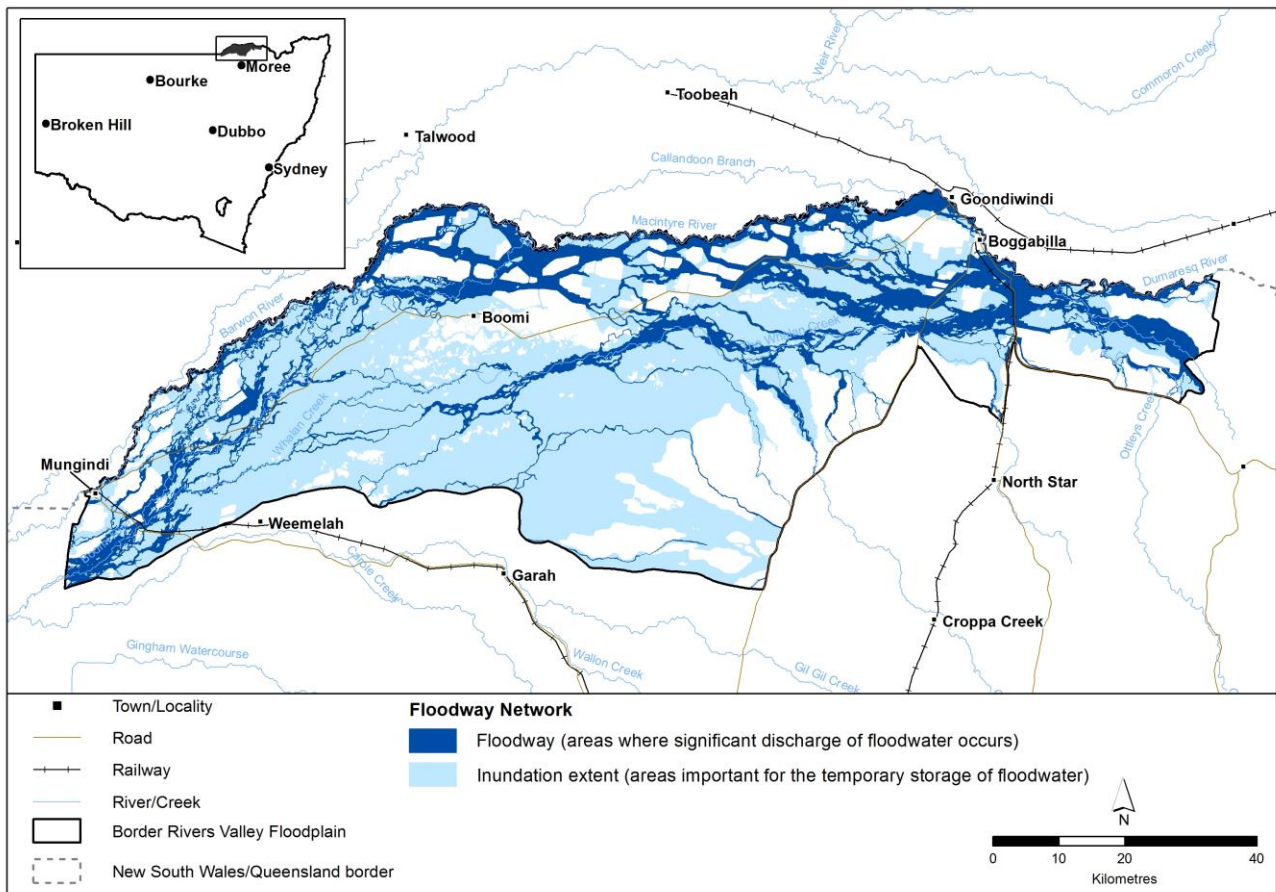 Moree
Bourke
Broken Hill
Dubbo
Sydney
Weir River
Commoron Creek
Toobeah
Talwood
Callandoon Branch
Goondiwindi
Macintyre River
Boggabilla
Dumaresq River
Barwon River
Boomi
Whalan Creek
Whalan Creek
Ottleys Creek
Mungindi
North Star
Weemelah
Carole Creek
Garah
Croppa Creek
Gingham Watercourse
Wallon Creek
Gil Gil Creek
Town/Locality
Road
Railway
River/Creek
Border Rivers Valley Floodplain
New South Wales/Queensland border
Floodway Network
Floodway (areas where significant discharge of floodwater occurs)
Inundation extent (areas important for the temporary storage of floodwater)
N
0 10 20 40
Kilometres